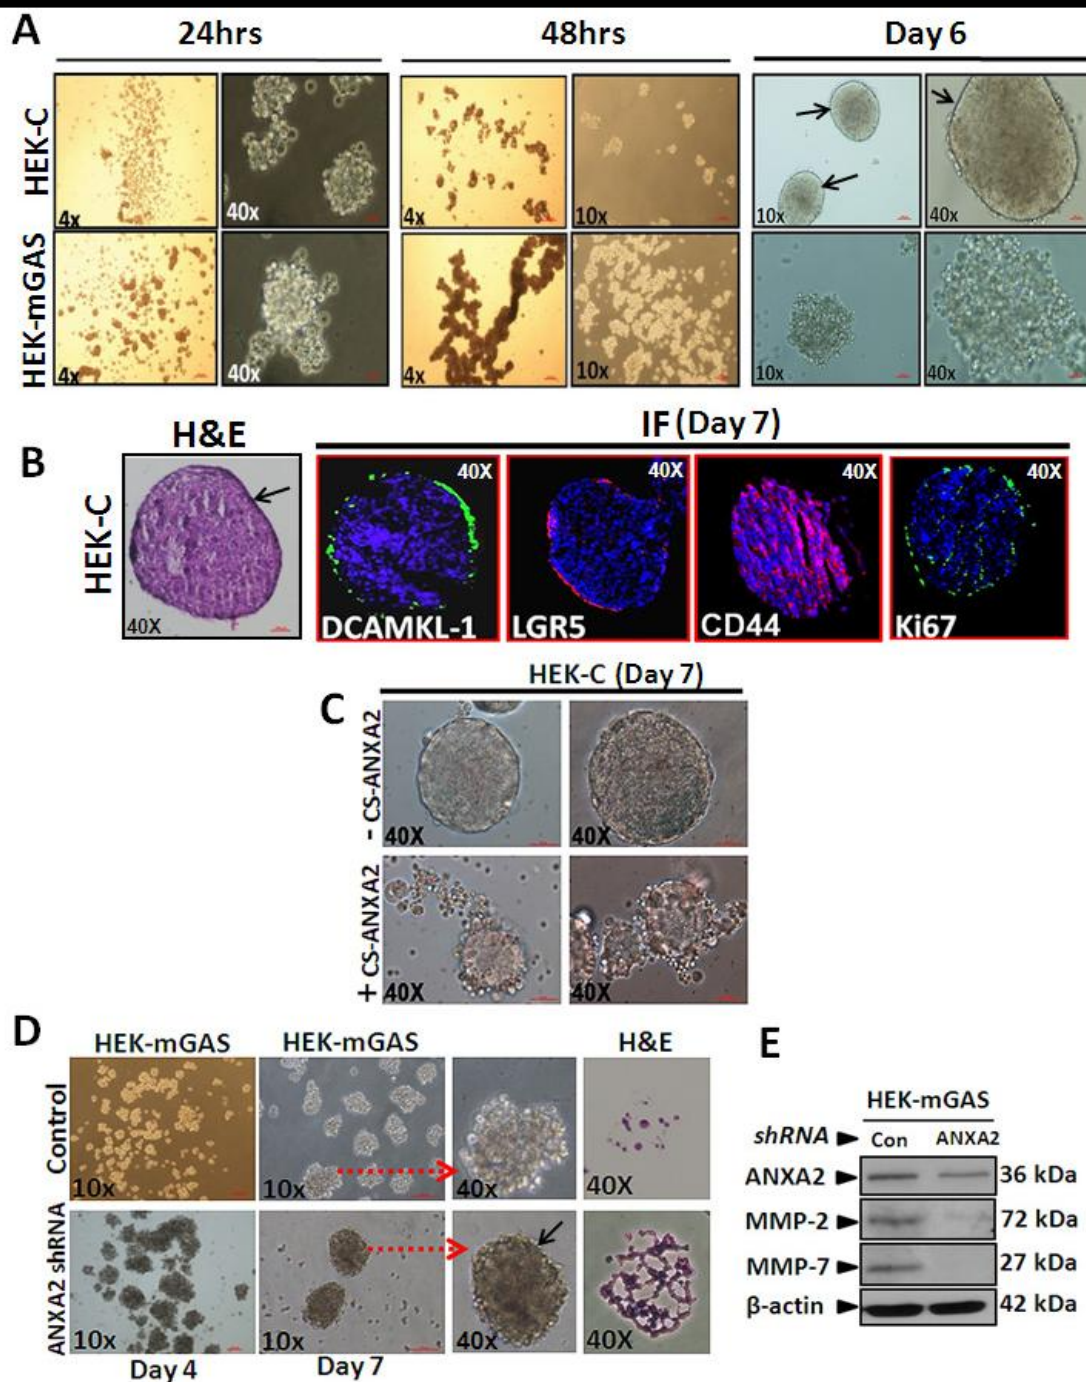 A
24hrs
48hrs
Day 6
HEK-C
4x
40x
4x
10x
10x
40x
HEK-mGAS
4x
40x
4x
10x
10x
40x
B
H&E
IF (Day 7)
HEK-C
40X
40X
DCAMKL-1
40X
LGR5
40X
CD44
40X
Ki67
C
HEK-C (Day 7)
- CS-ANXA2
40X
40X
+ CS-ANXA2
40X
40X
D
HEK-mGAS
HEK-mGAS
H&E
Control
10x
10x
40x
40X
ANXA2 shRNA
10x
10x
40x
40X
Day 4
Day 7
E
HEK-mGAS
shRNA
Con
ANXA2
ANXA2
36 kDa
MMP-2
72 kDa
MMP-7
27 kDa
β-actin
42 kDa